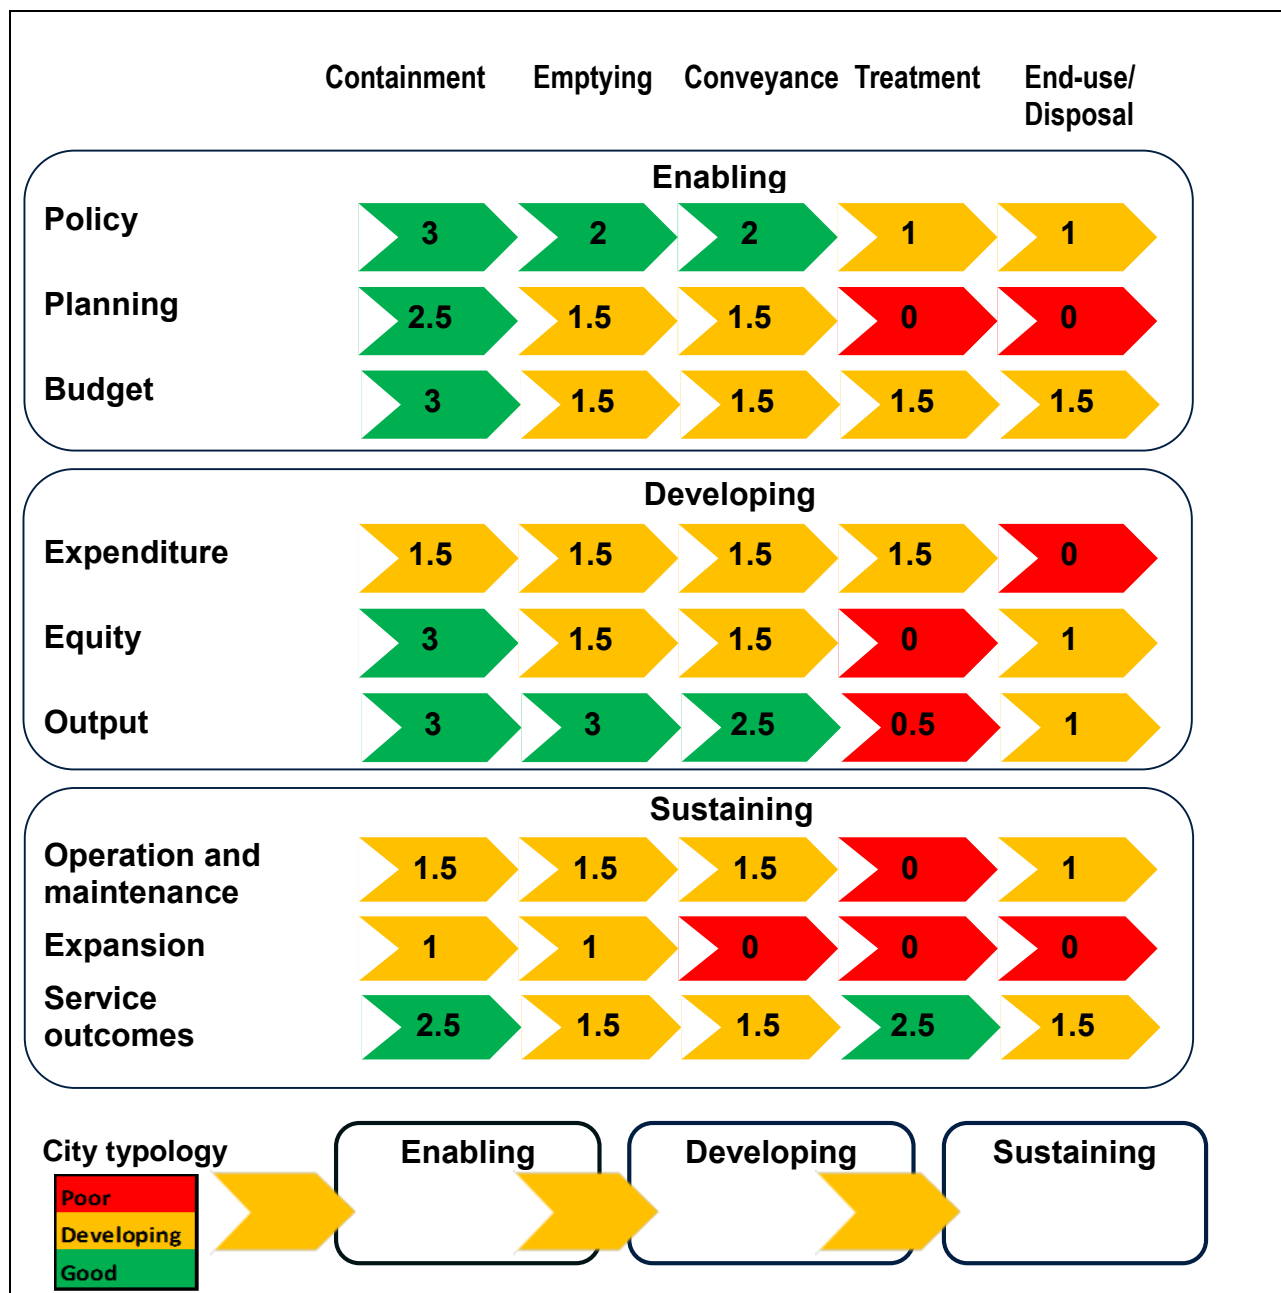 Containment Emptying Conveyance Treatment End-use/
Disposal
Enabling
Policy 3 2 2 1 1
Planning 2.5 1.5 1.5 0 0
Budget 3 1.5 1.5 1.5 1.5
Developing
Expenditure 1.5 1.5 1.5 1.5 0
Equity 3 1.5 1.5 0 1
Output 3 3 2.5 0.5 1
Sustaining
Operation and
maintenance 1.5 1.5 1.5 0 1
Expansion 1 1 0 0 0
Service
outcomes 2.5 1.5 1.5 2.5 1.5
City typology Enabling Developing Sustaining
Poor
Developing
Good